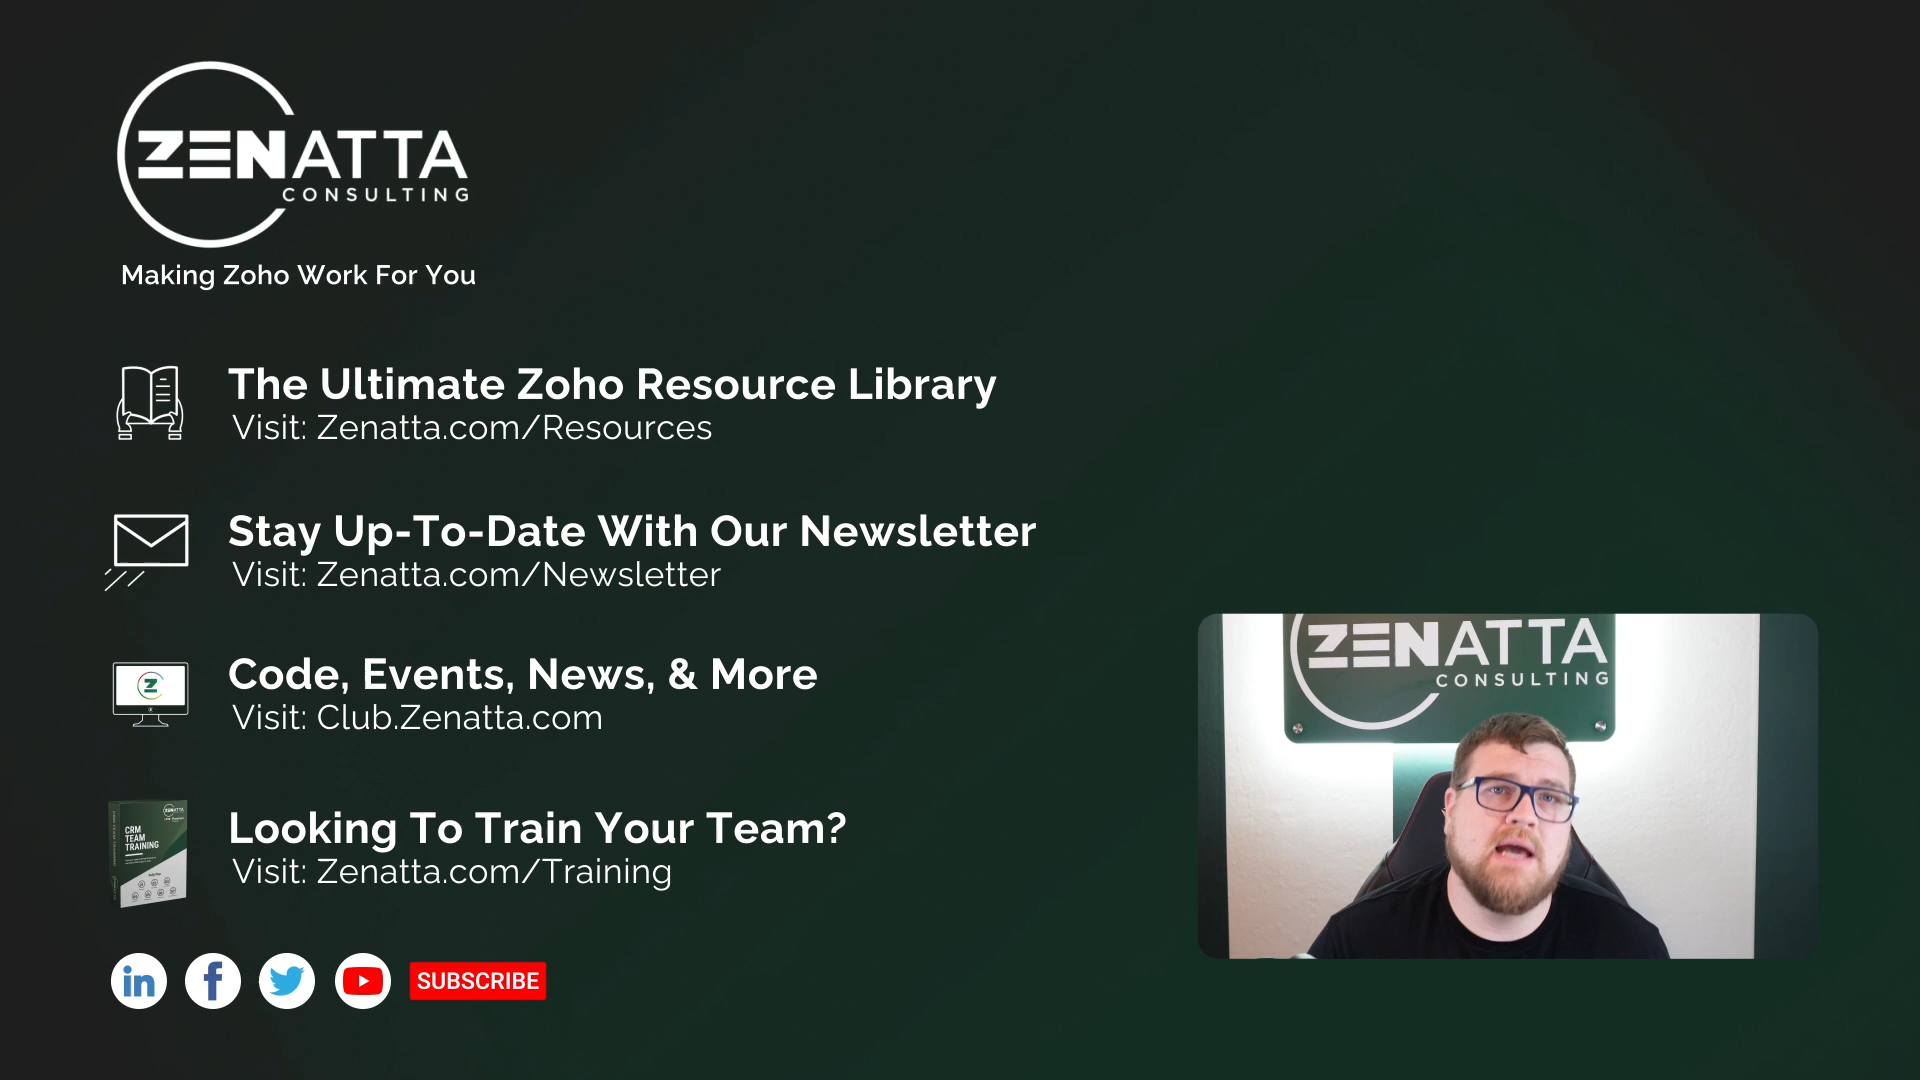 ZENATTA
CONSULTING
Making Zoho Work For You
The Ultimate Zoho Resource Library
Visit: Zenatta.com/Resources
Stay Up-To-Date With Our Newsletter
Visit: Zenatta.com/Newsletter
Code, Events, News, & More
Visit: Club.Zenatta.com
ZENATTA
CRM
TEAM
TRAINING
Looking To Train Your Team?
Visit: Zenatta.com/Training
in
f
SUBSCRIBE
ZENATTA
CONSULTING